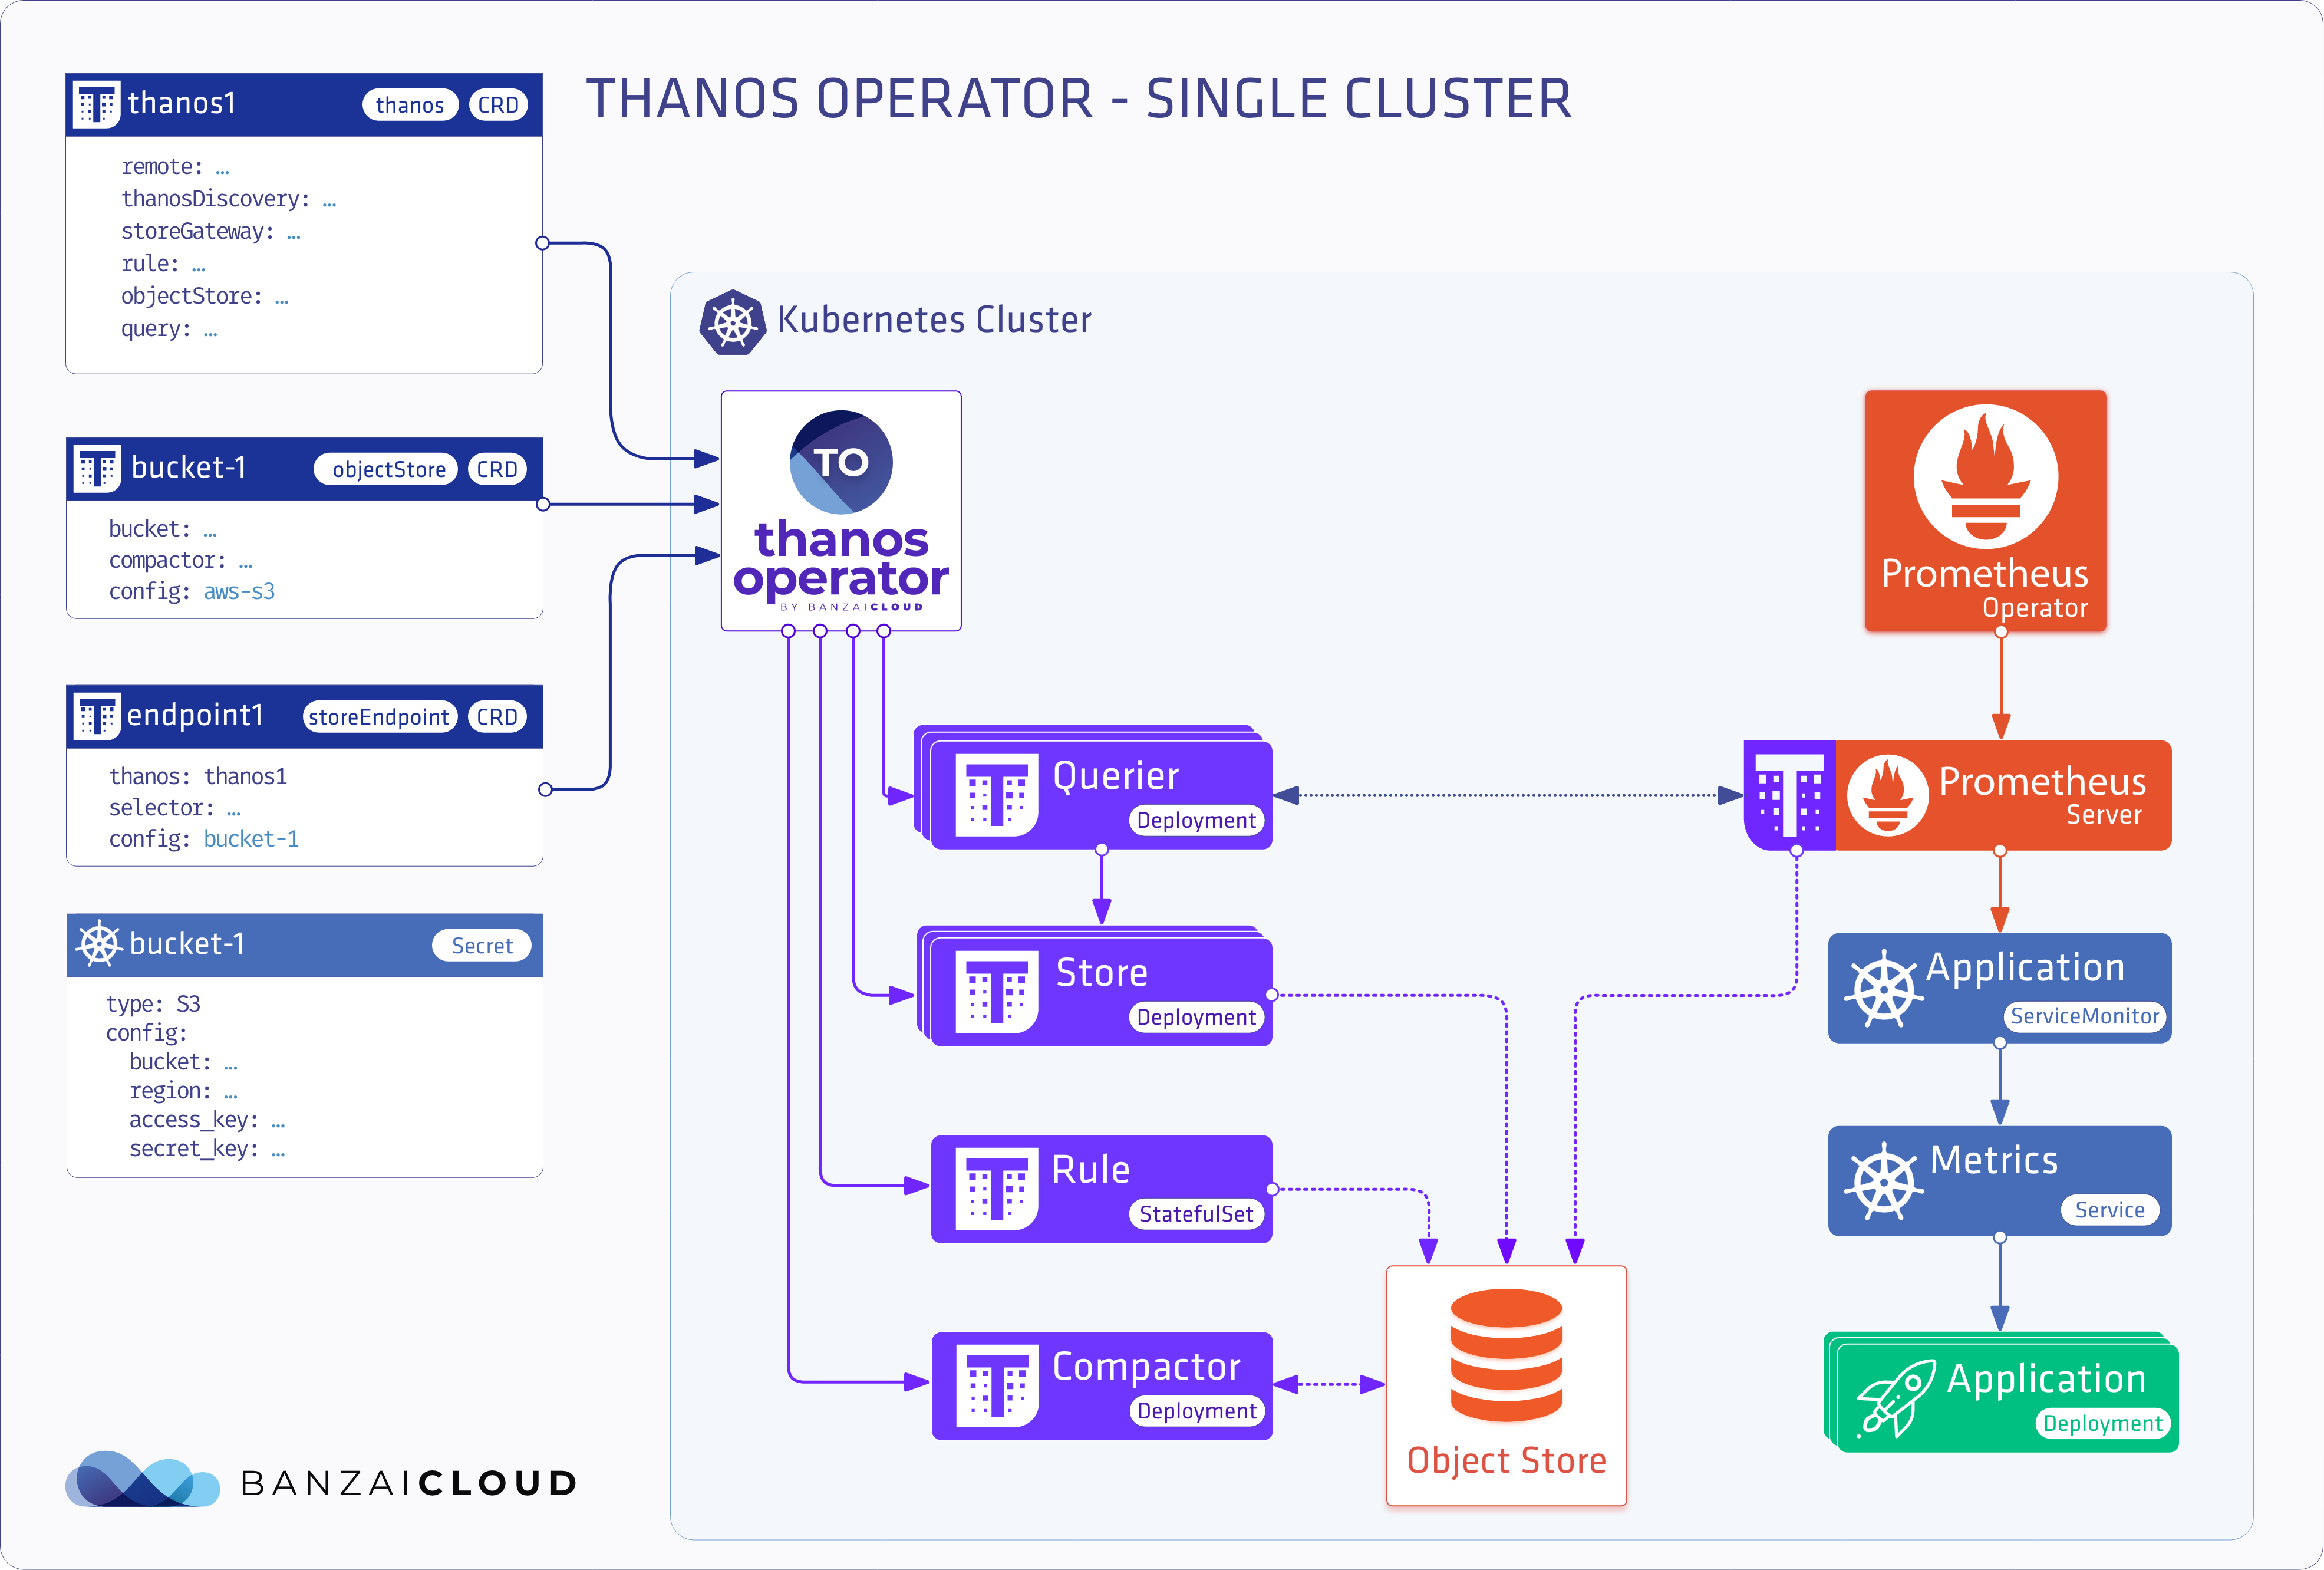 THANOS OPERATOR - SINGLE CLUSTER
thanos1
thanos
CRD
remote: …
thanosDiscovery: …
storeGateway: …
rule: …
objectStore: …
query: …
bucket-1
objectStore
CRD
bucket: …
compactor: …
config: aws-s3
endpoint1
storeEndpoint
CRD
thanos: thanos1
selector: …
config: bucket-1
bucket-1
Secret
type: S3
config:
bucket: …
region: …
access_key: …
secret_key: …
BANZAICLOUD
Kubernetes Cluster
TO
thanos
operator
BY BANZAICLOUD
Querier
Deployment
Store
Deployment
Rule
StatefulSet
Compactor
Deployment
Object Store
Prometheus
Operator
Prometheus
Server
Application
ServiceMonitor
Metrics
Service
Application
Deployment